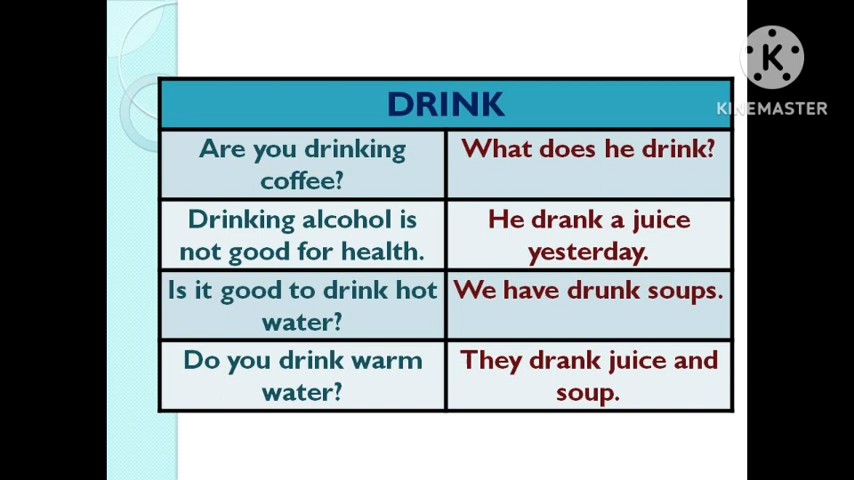 DRINK
Are you drinking
coffee?
What does he drink?
Drinking alcohol is
not good for health.
He drank a juice
yesterday.
Is it good to drink hot
water?
We have drunk soups.
Do you drink warm
water?
They drank juice and
soup.
K
KINEMASTER